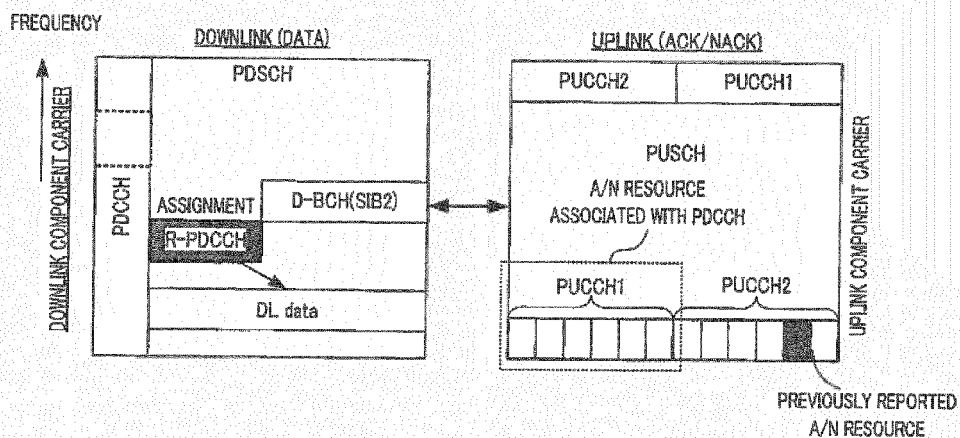 FREQUENCY
DOWNLINK (DATA)
UPLINK (ACK/NACK)
PDSCH
PUCCH2
PUCCH1
DOWNLINK COMPONENT CARRIER
PDCCH
ASSIGNMENT
D-BCH(SIB2)
R-PDCCH
DL data
PUSCH
A/N RESOURCE
ASSOCIATED WITH PDCCH
PUCCH1
PUCCH2
UPLINK COMPONENT CARRIER
PREVIOUSLY REPORTED
A/N RESOURCE